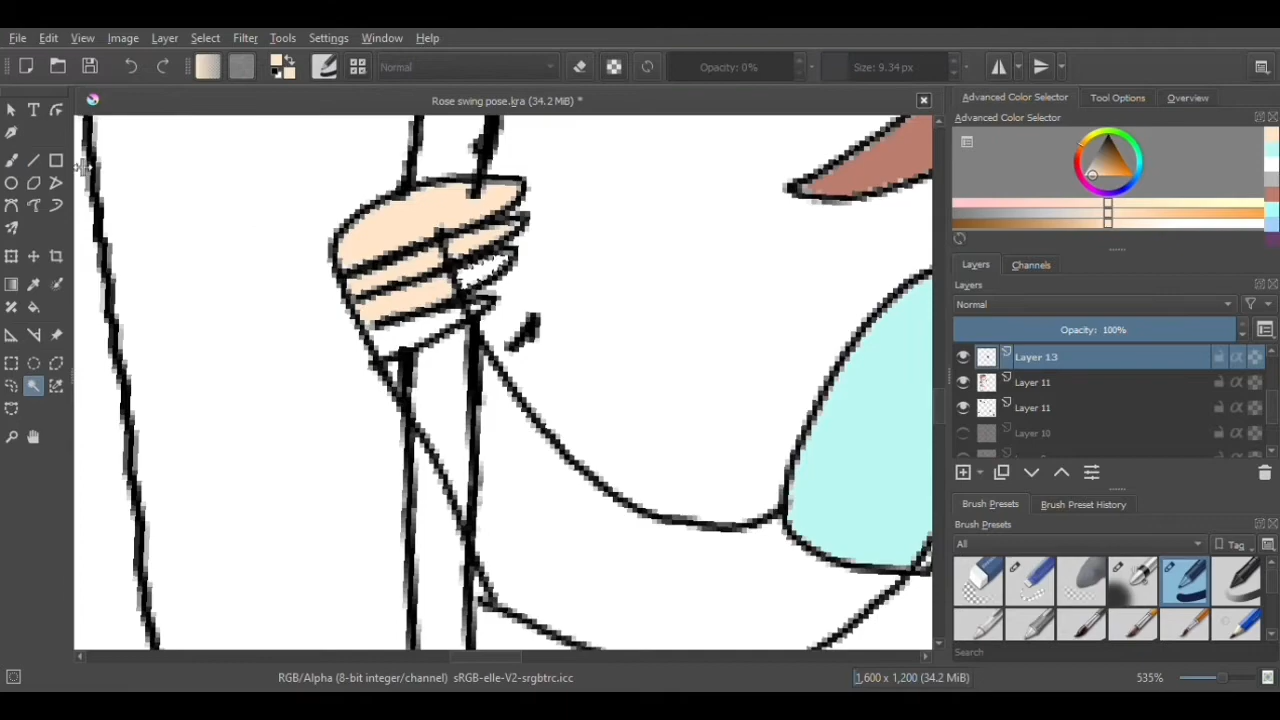 File Edit View Image Layer Select Filter Tools Settings Window Help
Normal Opacity: 0% Size: 9.34 px
Rose swing pose.kra (34.2 MiB) *
Advanced Color Selector Tool Options Overview
Advanced Color Selector
Layers Channels
Layers
Normal
Opacity: 100%
Layer 13
Layer 11
Layer 11
Layer 10
Brush Presets Brush Preset History
Brush Presets
All Tag
Search
RGB/Alpha (8-bit integer/channel) sRGB-elle-V2-srgbtrc.icc 1,600 x 1,200 (34.2 MiB) 535%